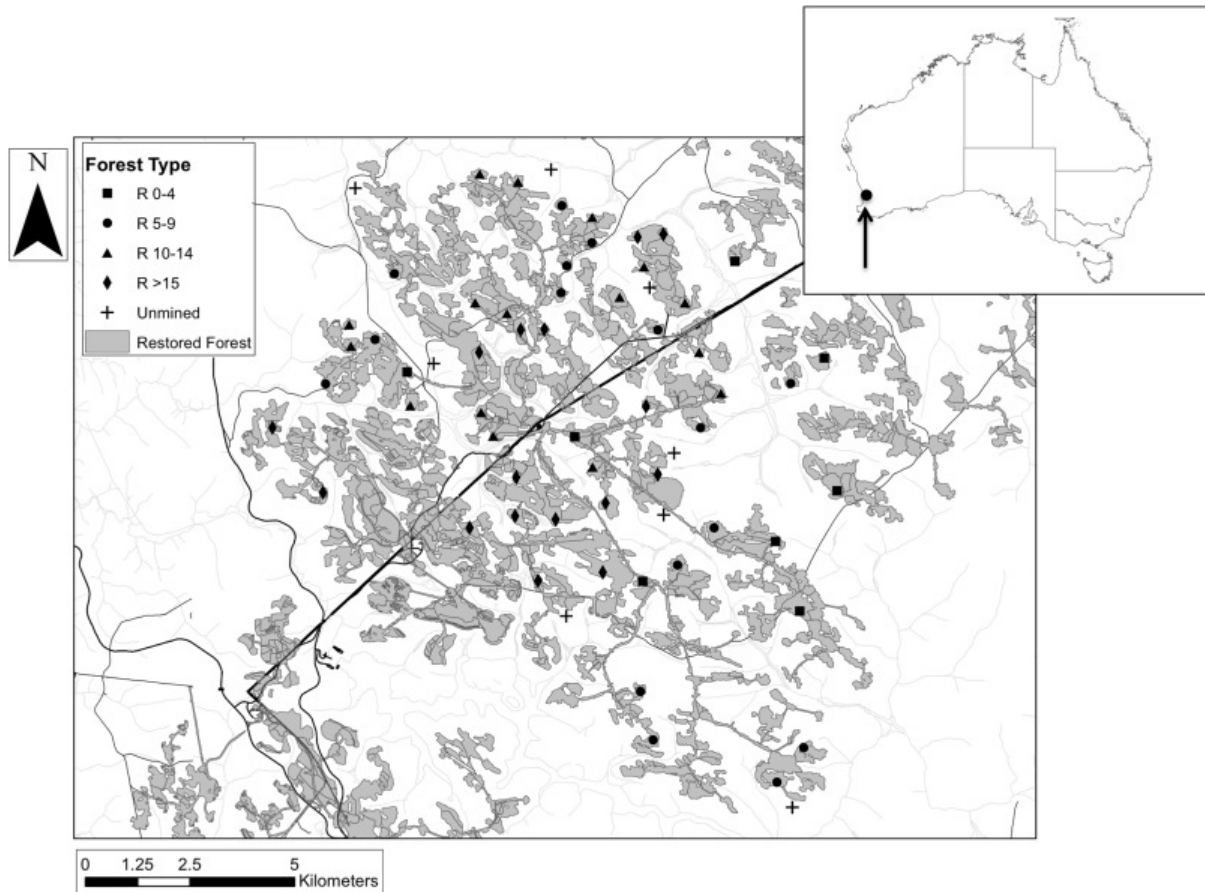 N
Forest Type
R 0-4
R 5-9
R 10-14
R >15
Unmined
Restored Forest
0 1.25 2.5 5
Kilometers